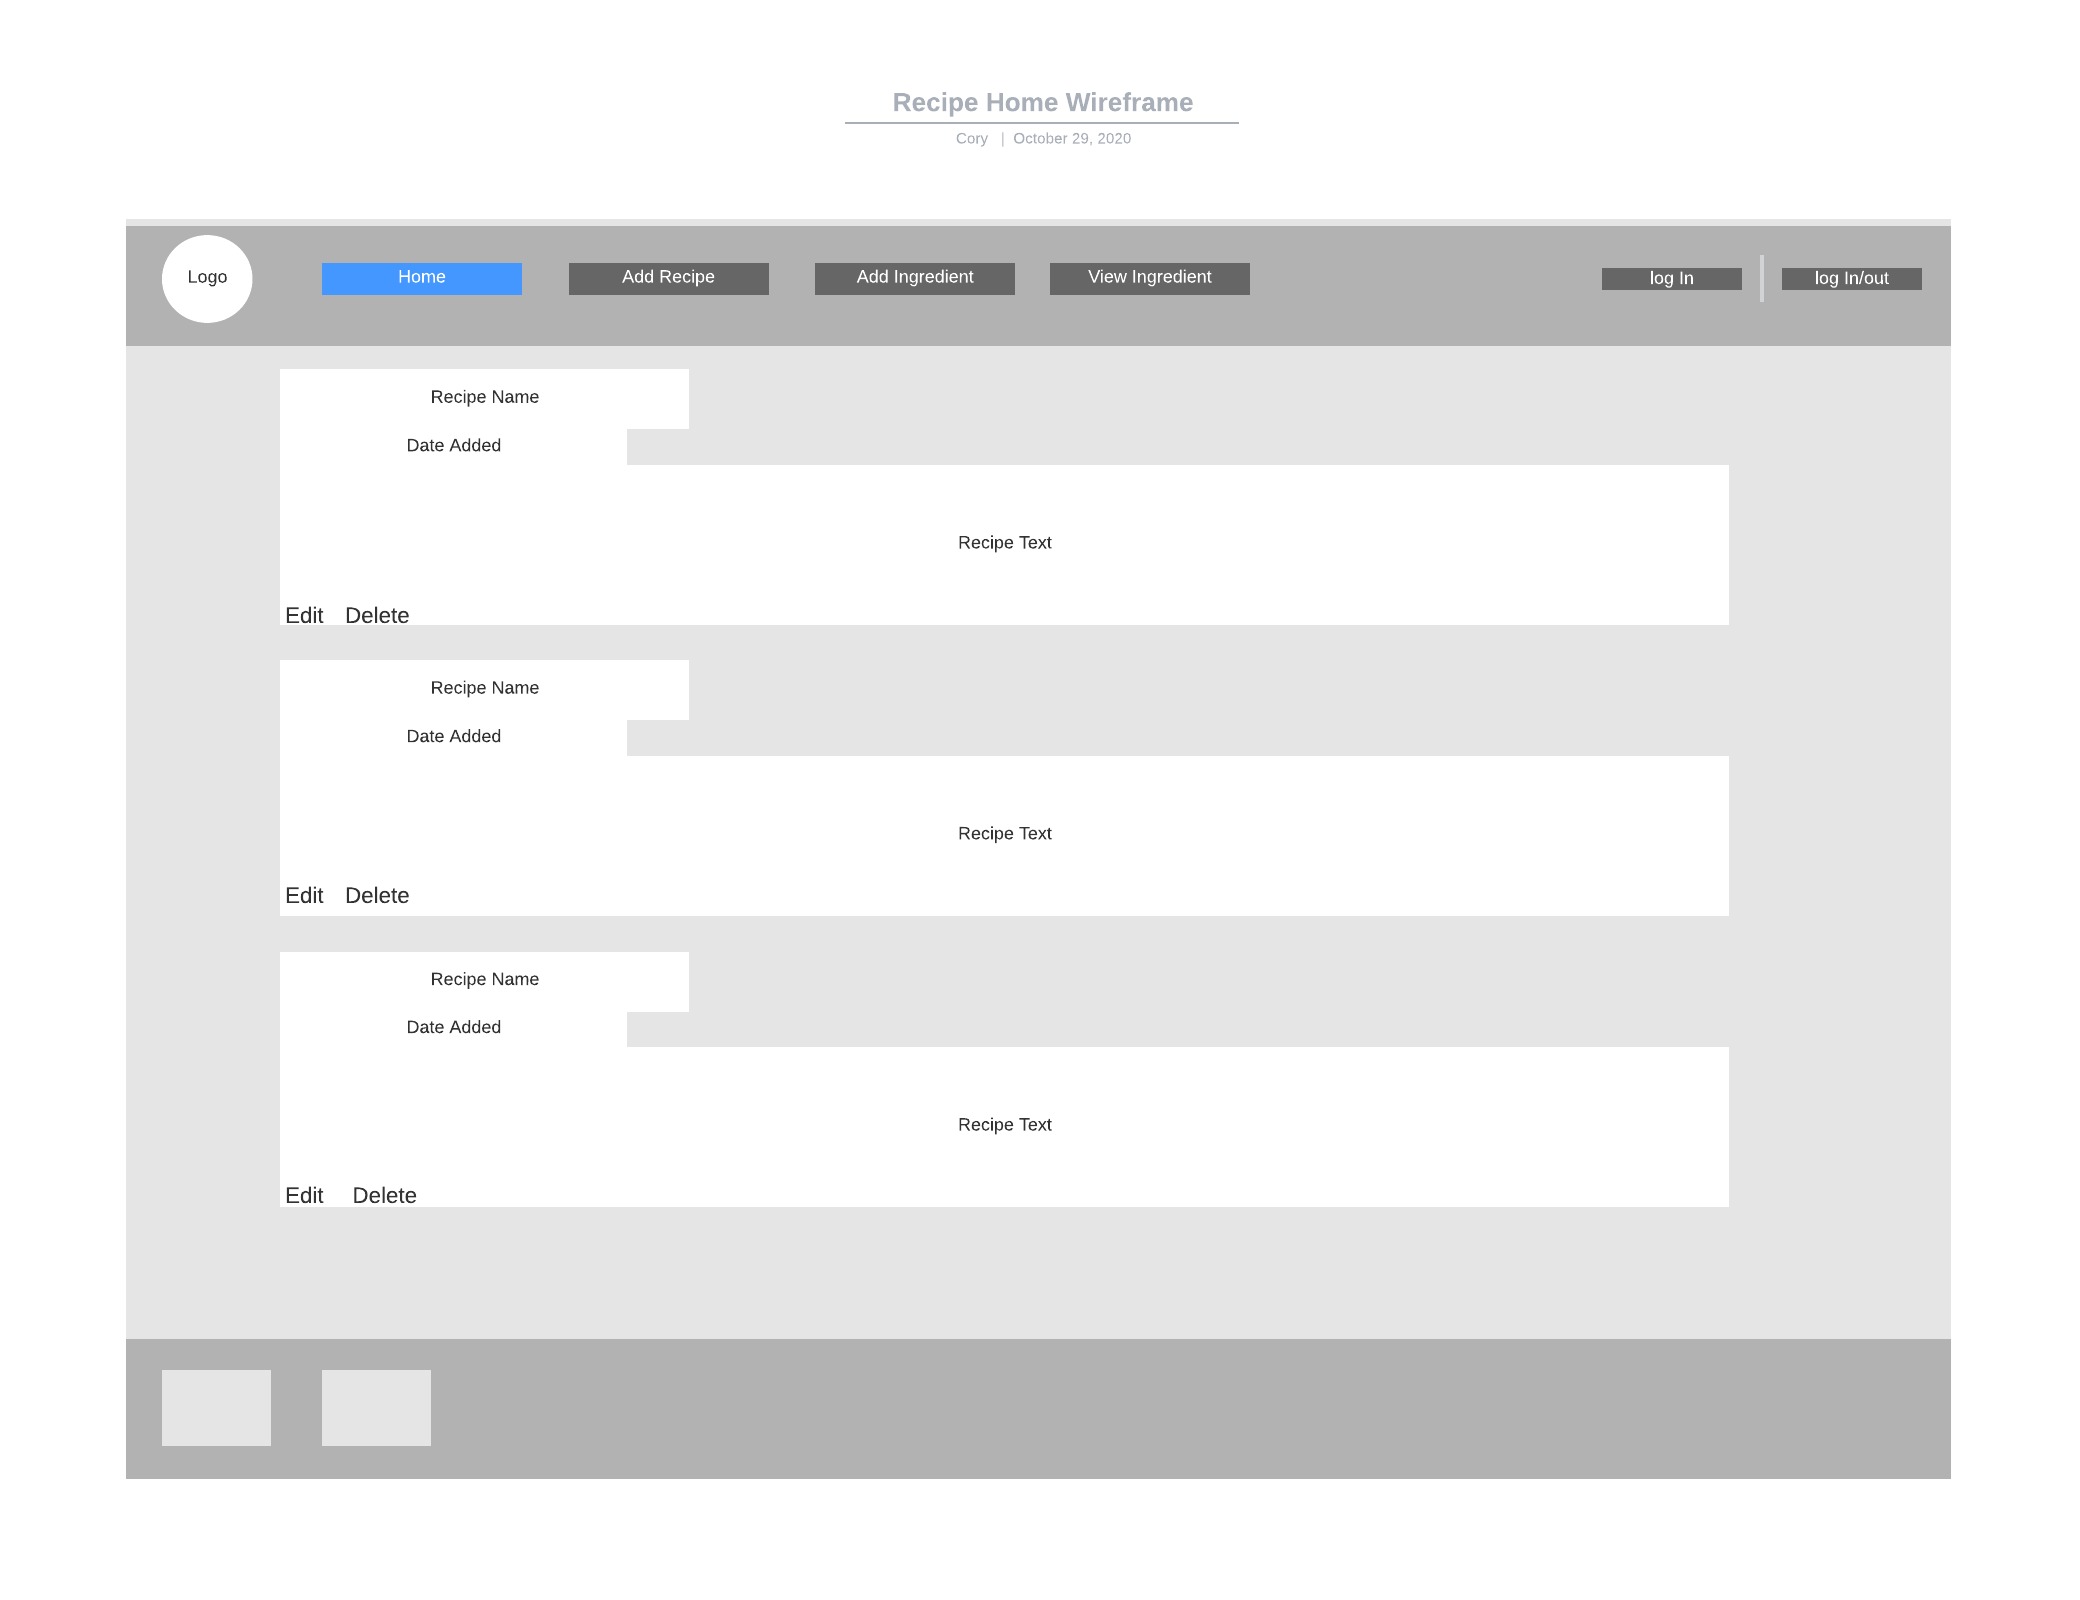 Recipe Home Wireframe
Cory | October 29, 2020
Logo Home Add Recipe Add Ingredient View Ingredient log In log In/out
Recipe Name
Date Added
Recipe Text
Edit Delete
Recipe Name
Date Added
Recipe Text
Edit Delete
Recipe Name
Date Added
Recipe Text
Edit Delete